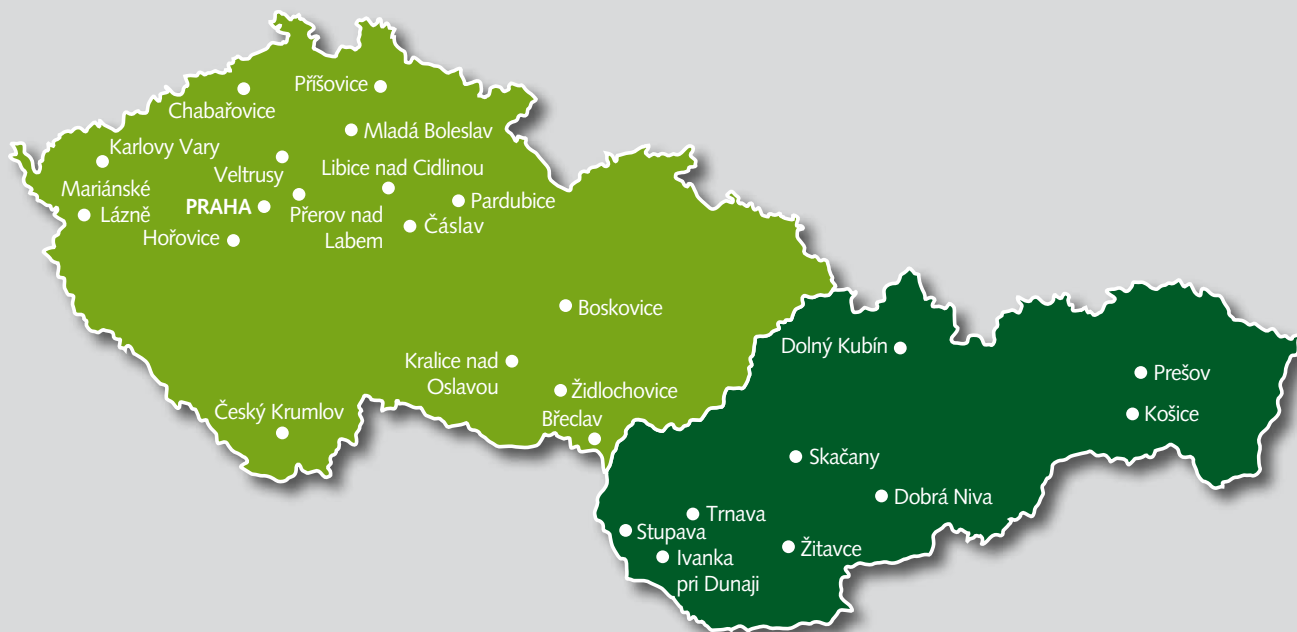 Příšovice
Chabařovice
Mladá Boleslav
Karlovy Vary
Veltrusy
Libice nad Cidlinou
Mariánské
Lázně
PRAHA
Přerov nad
Labem
Pardubice
Čáslav
Hořovice
Boskovice
Kralice nad
Oslavou
Židlochovice
Břeclav
Český Krumlov
Dolný Kubín
Prešov
Košice
Skačany
Dobrá Niva
Trnava
Stupava
Žitavce
Ivanka
pri Dunaji